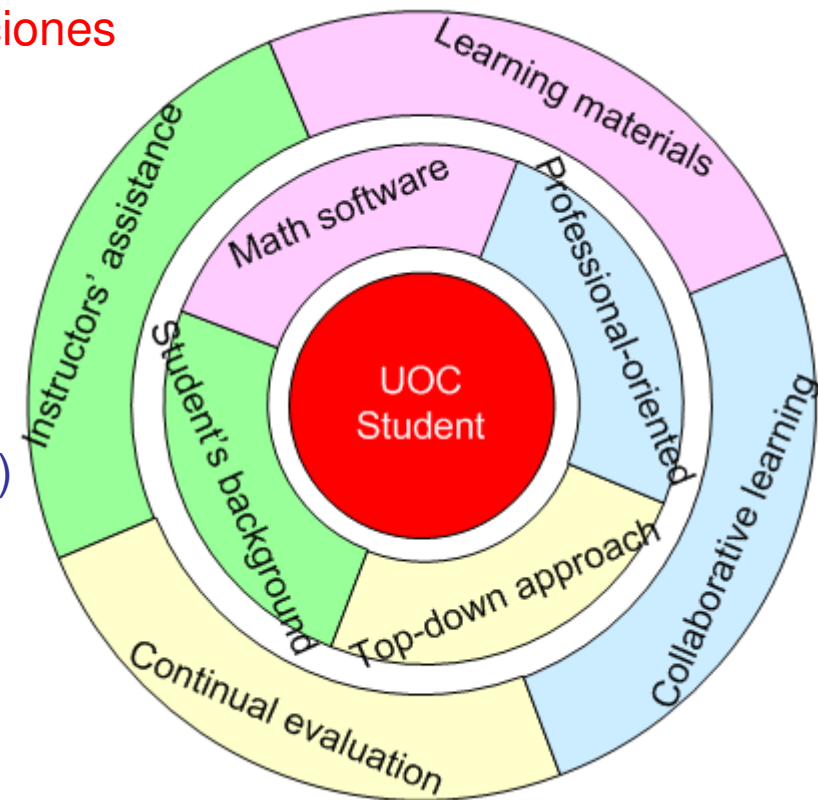 ciones
Learning materials
Instructors' assistance
Math software
Professional-oriented
UOC
Student
Student's background
)
Top-down approach
Collaborative learning
Continual evaluation